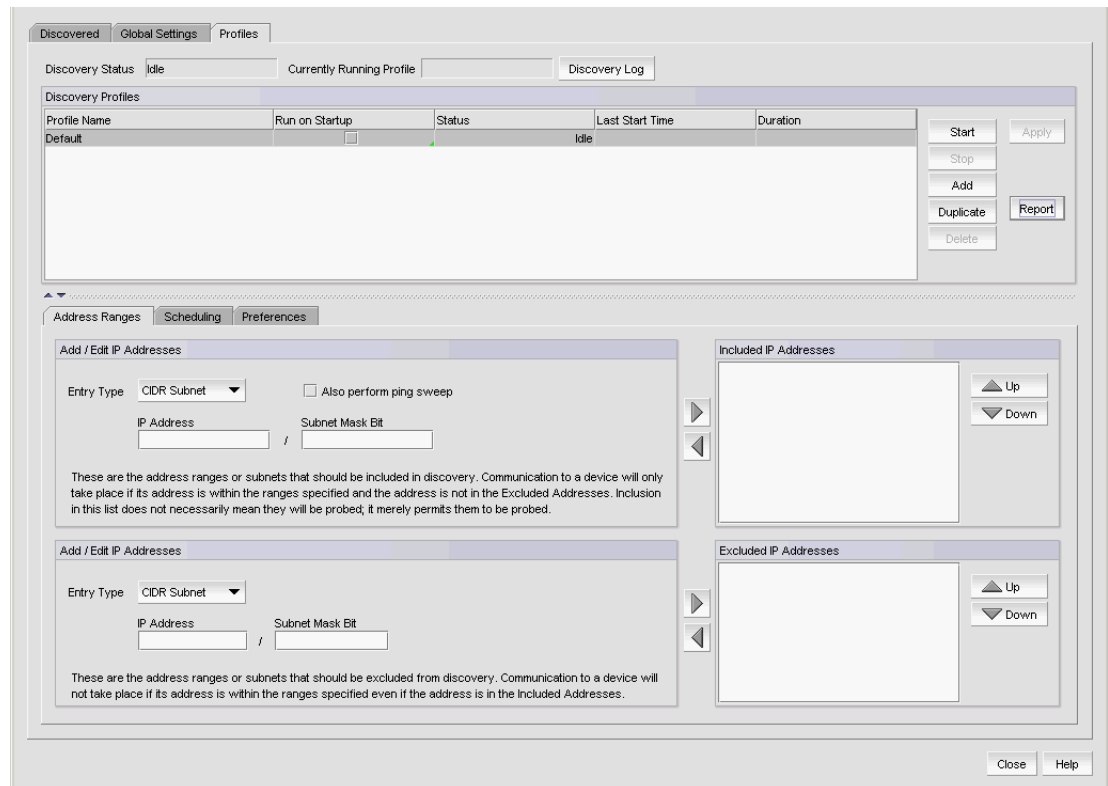 Discovered Global Settings Profiles
Discovery Status Idle Currently Running Profile Discovery Log
Discovery Profiles
Profile Name Run on Startup Status Last Start Time Duration
Default Idle
Start Apply
Stop
Add
Duplicate Report
Delete
Address Ranges Scheduling Preferences
Add / Edit IP Addresses
Entry Type CIDR Subnet Also perform ping sweep
IP Address Subnet Mask Bit
/
These are the address ranges or subnets that should be included in discovery. Communication to a device will only
take place if its address is within the ranges specified and the address is not in the Excluded Addresses. Inclusion
in this list does not necessarily mean they will be probed; it merely permits them to be probed.
Included IP Addresses
Up
Down
Add / Edit IP Addresses
Entry Type CIDR Subnet
IP Address Subnet Mask Bit
/
These are the address ranges or subnets that should be excluded from discovery. Communication to a device will
not take place if its address is within the ranges specified even if the address is in the Included Addresses.
Excluded IP Addresses
Up
Down
Close Help